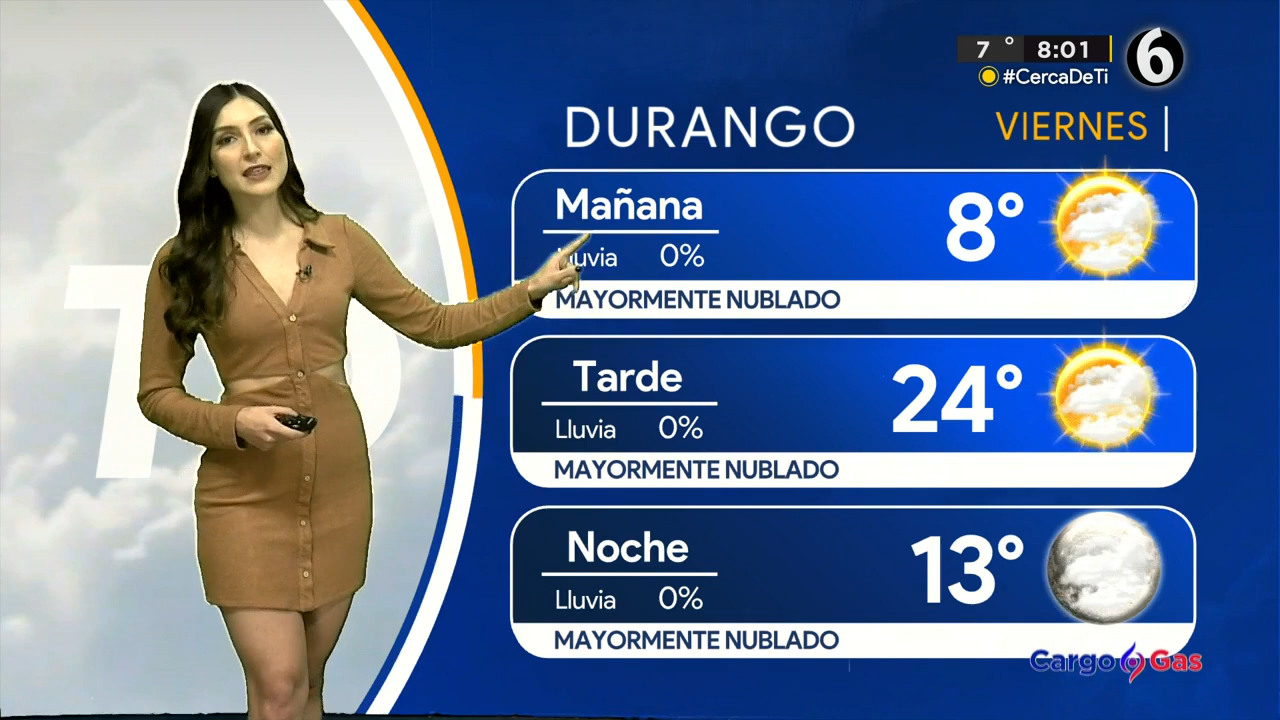 7 ° 8:01
6
#CercaDeTi
DURANGO
VIERNES
Mañana
8°
Lluvia 0%
MAYORMENTE NUBLADO
Tarde
24°
Lluvia 0%
MAYORMENTE NUBLADO
Noche
13°
Lluvia 0%
MAYORMENTE NUBLADO
Cargo Gas